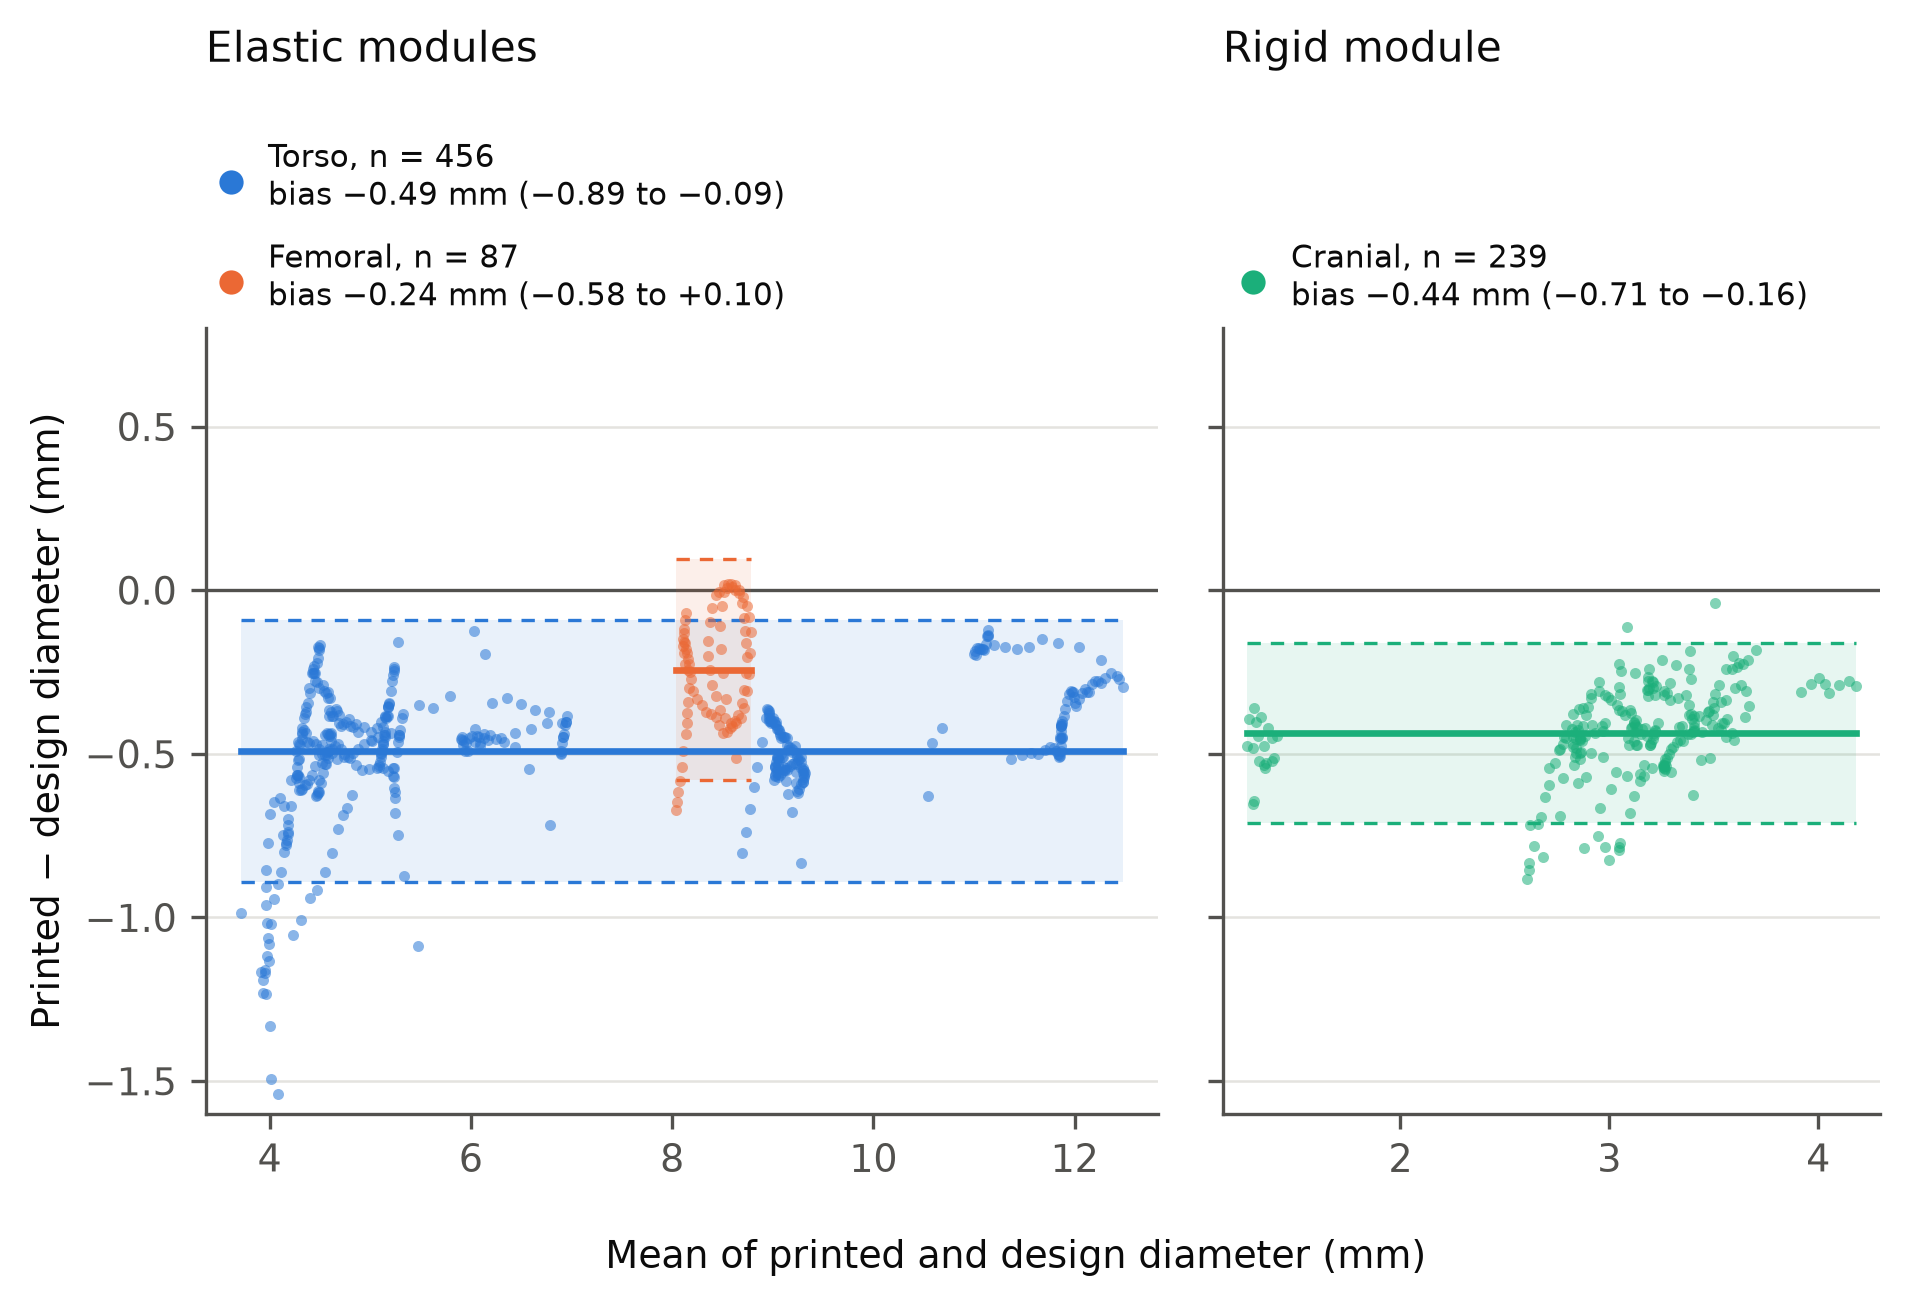 Elastic modules
Rigid module
Torso, n = 456
bias −0.49 mm (−0.89 to −0.09)
Femoral, n = 87
bias −0.24 mm (−0.58 to +0.10)
Cranial, n = 239
bias −0.44 mm (−0.71 to −0.16)
Printed − design diameter (mm)
0.5
0.0
−0.5
−1.0
−1.5
4 6 8 10 12
2 3 4
Mean of printed and design diameter (mm)